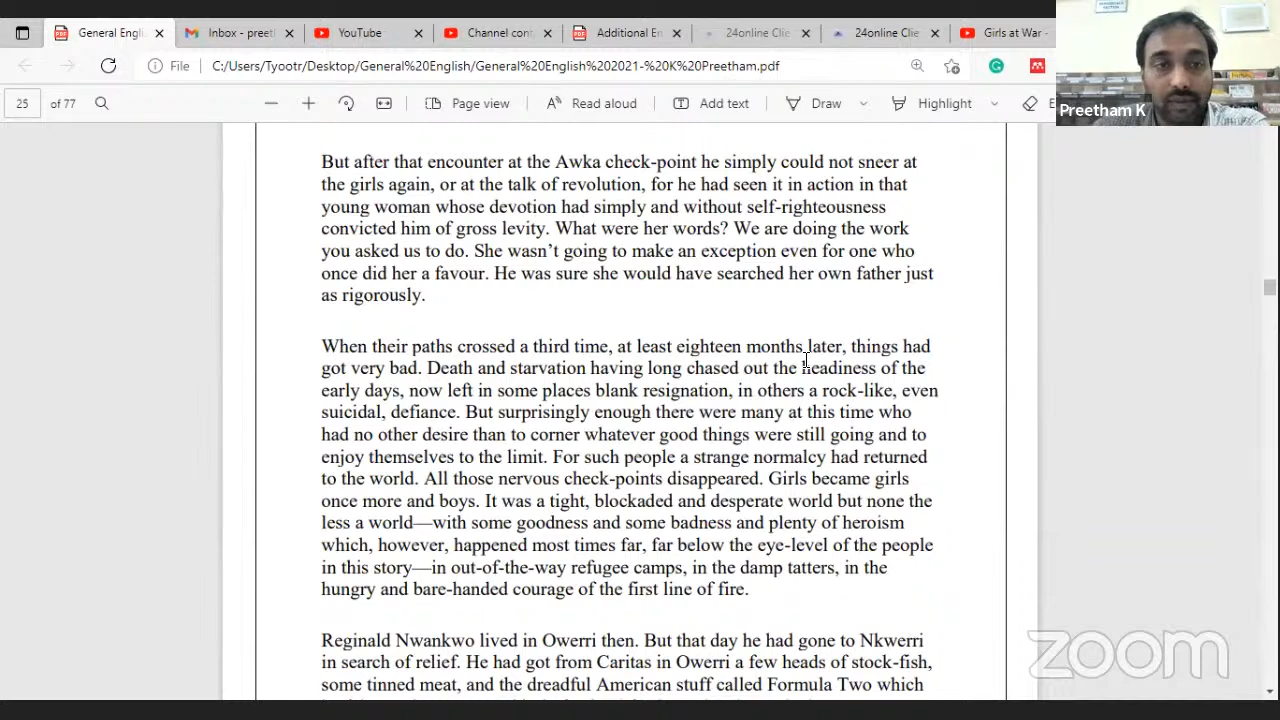 General Engli
Inbox - preetl
YouTube
Channel con
Additional En
24online Clie
24online Clie
Girls at War -
File
C:/Users/Tyootr/Desktop/General%20English/General%20English%202021-%20K%20Preetham.pdf
25 of 77
Page view
Read aloud
Add text
Draw
Highlight
Preetham K
But after that encounter at the Awka check-point he simply could not sneer at
the girls again, or at the talk of revolution, for he had seen it in action in that
young woman whose devotion had simply and without self-righteousness
convicted him of gross levity. What were her words? We are doing the work
you asked us to do. She wasn't going to make an exception even for one who
once did her a favour. He was sure she would have searched her own father just
as rigorously.
When their paths crossed a third time, at least eighteen months later, things had
got very bad. Death and starvation having long chased out the headiness of the
early days, now left in some places blank resignation, in others a rock-like, even
suicidal, defiance. But surprisingly enough there were many at this time who
had no other desire than to corner whatever good things were still going and to
enjoy themselves to the limit. For such people a strange normalcy had returned
to the world. All those nervous check-points disappeared. Girls became girls
once more and boys. It was a tight, blockaded and desperate world but none the
less a world—with some goodness and some badness and plenty of heroism
which, however, happened most times far, far below the eye-level of the people
in this story—in out-of-the-way refugee camps, in the damp tatters, in the
hungry and bare-handed courage of the first line of fire.
Reginald Nwankwo lived in Owerri then. But that day he had gone to Nkwerri
in search of relief. He had got from Caritas in Owerri a few heads of stock-fish,
some tinned meat, and the dreadful American stuff called Formula Two which
zoom